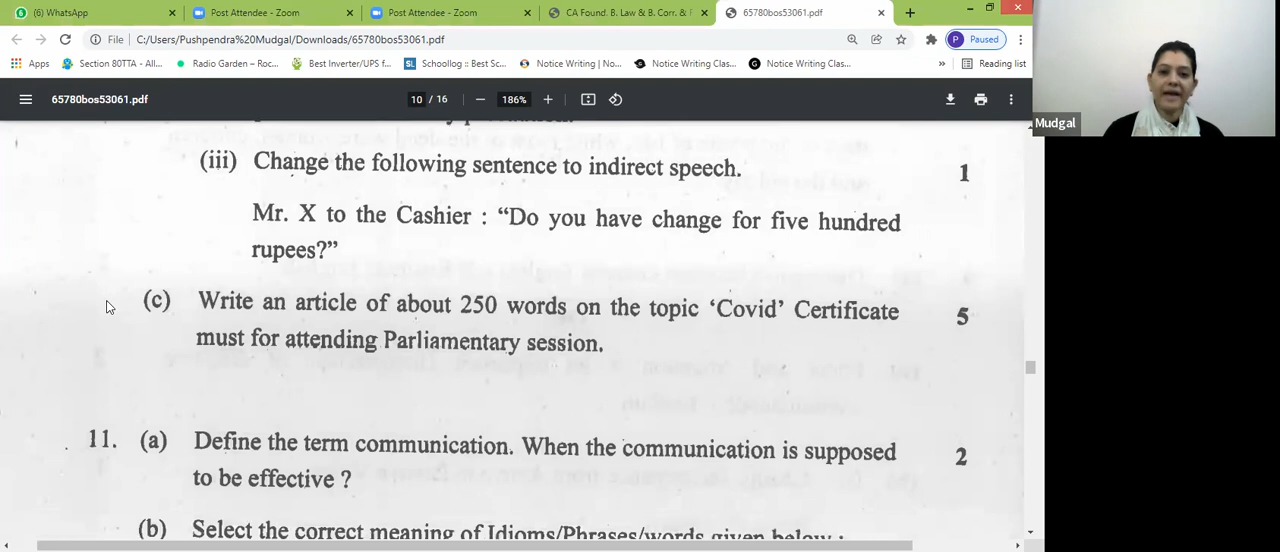 (6) WhatsApp
Post Attendee - Zoom
Post Attendee - Zoom
CA Found. B. Law & B. Corr. &
65780bos53061.pdf
File
C:/Users/Pushpendra%20Mudgal/Downloads/65780bos53061.pdf
P
Paused
Apps
Section 80TTA - All...
Radio Garden – Roc...
Best Inverter/UPS f...
Schoollog :: Best Sc...
Notice Writing | No...
Notice Writing Clas...
Notice Writing Clas...
»
Reading list
65780bos53061.pdf
10 / 16
186%
Mudgal
(iii) Change the following sentence to indirect speech. 1
Mr. X to the Cashier : “Do you have change for five hundred
rupees?”
(c) Write an article of about 250 words on the topic ‘Covid’ Certificate 5
must for attending Parliamentary session.
11. (a) Define the term communication. When the communication is supposed 2
to be effective ?
(b) Select the correct meaning of Idioms/Phrases/words given below :